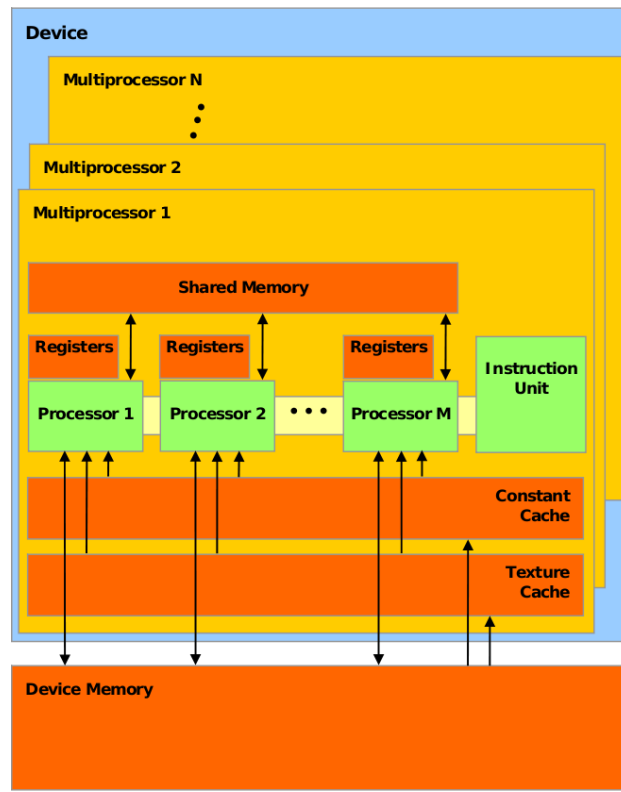 Device
Multiprocessor N
Multiprocessor 2
Multiprocessor 1
Shared Memory
Registers
Registers
Registers
Instruction
Unit
Processor 1
Processor 2
Processor M
Constant
Cache
Texture
Cache
Device Memory